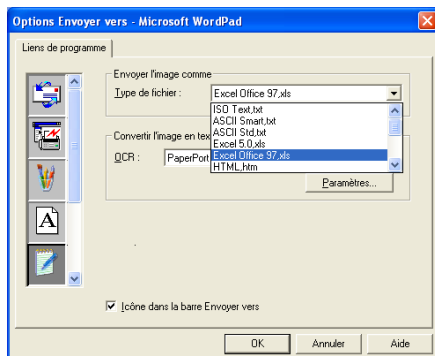 Options Envoyer vers - Microsoft WordPad
Liens de programme
Envoyer l'image comme
Type de fichier :
Excel Office 97,xls
ISO Text,txt
ASCII Smart,txt
ASCII Std,txt
Excel 5.0,xls
Excel Office 97,xls
HTML,htm
Convertir l'image en tex
OCR :
PaperPort
Paramètres...
A
Icône dans la barre Envoyer vers
OK
Annuler
Aide